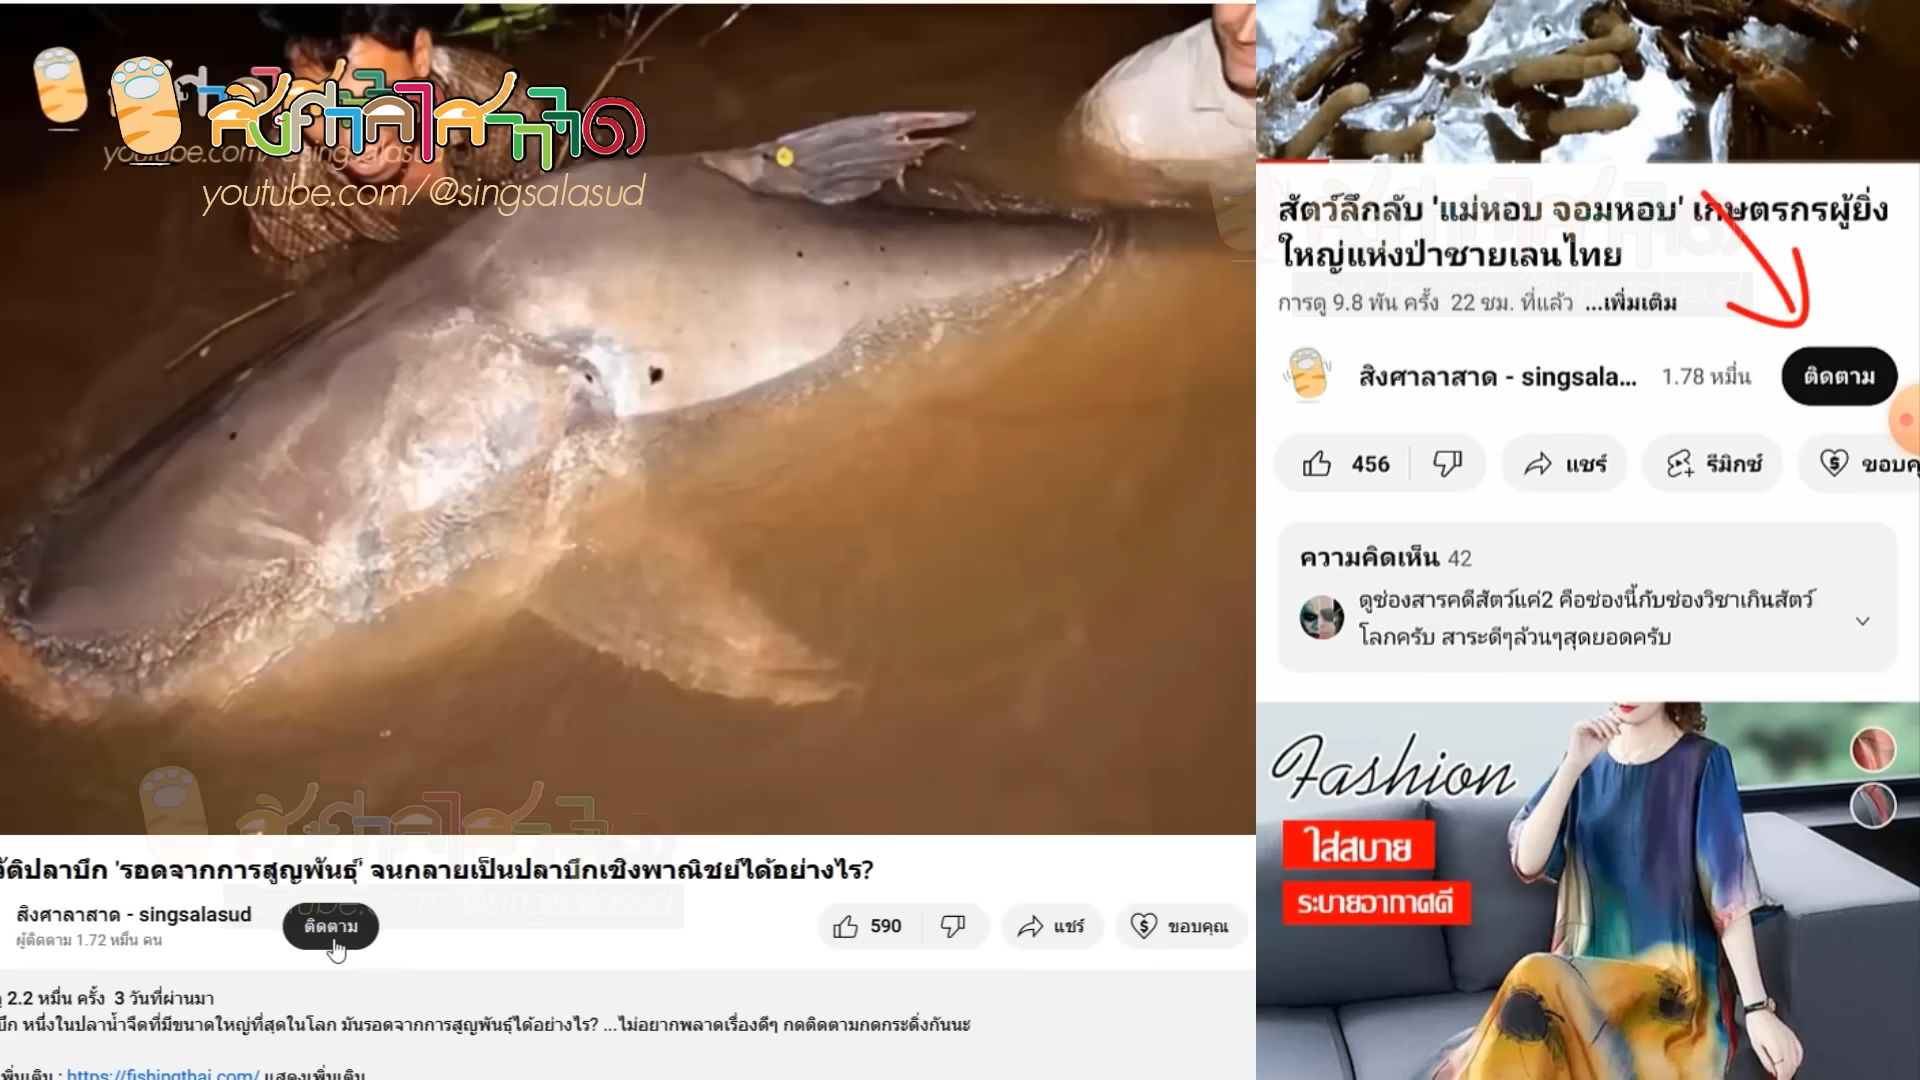 สิงศาลาสาด
youtube.com/@singsalasud
วัติปลาบึก 'รอดจากการสูญพันธุ์' จนกลายเป็นปลาบึกเชิงพาณิชย์ได้อย่างไร?
สิงศาลาสาด - singsalasud
ผู้ติดตาม 1.72 หมื่น คน
ติดตาม
590
แชร์
ขอบคุณ
2.2 หมื่น ครั้ง 3 วันที่ผ่านมา
บึก หนึ่งในปลาน้ำจืดที่มีขนาดใหญ่ที่สุดในโลก มันรอดจากการสูญพันธุ์ได้อย่างไร? ...ไม่อยากพลาดเรื่องดีๆ กดติดตามกดกระดิ่งกันนะ
เพิ่มเติม : https://fishingthai.com/ แสดงเพิ่มเติม
สัตว์ลึกลับ 'แม่หอบ จอมหอบ' เกษตรกรผู้ยิ่ง
ใหญ่แห่งป่าชายเลนไทย
การดู 9.8 พัน ครั้ง 22 ชม. ที่แล้ว ...เพิ่มเติม
สิงศาลาสาด - singsala... 1.78 หมื่น
ติดตาม
456
แชร์
รีมิกซ์
ขอบคุ
ความคิดเห็น 42
ดูช่องสารคดีสัตว์แค่2 คือช่องนี้กับช่องวิชาเกินสัตว์
โลกครับ สาระดีๆล้วนๆสุดยอดครับ
Fashion
ใส่สบาย
ระบายอากาศดี